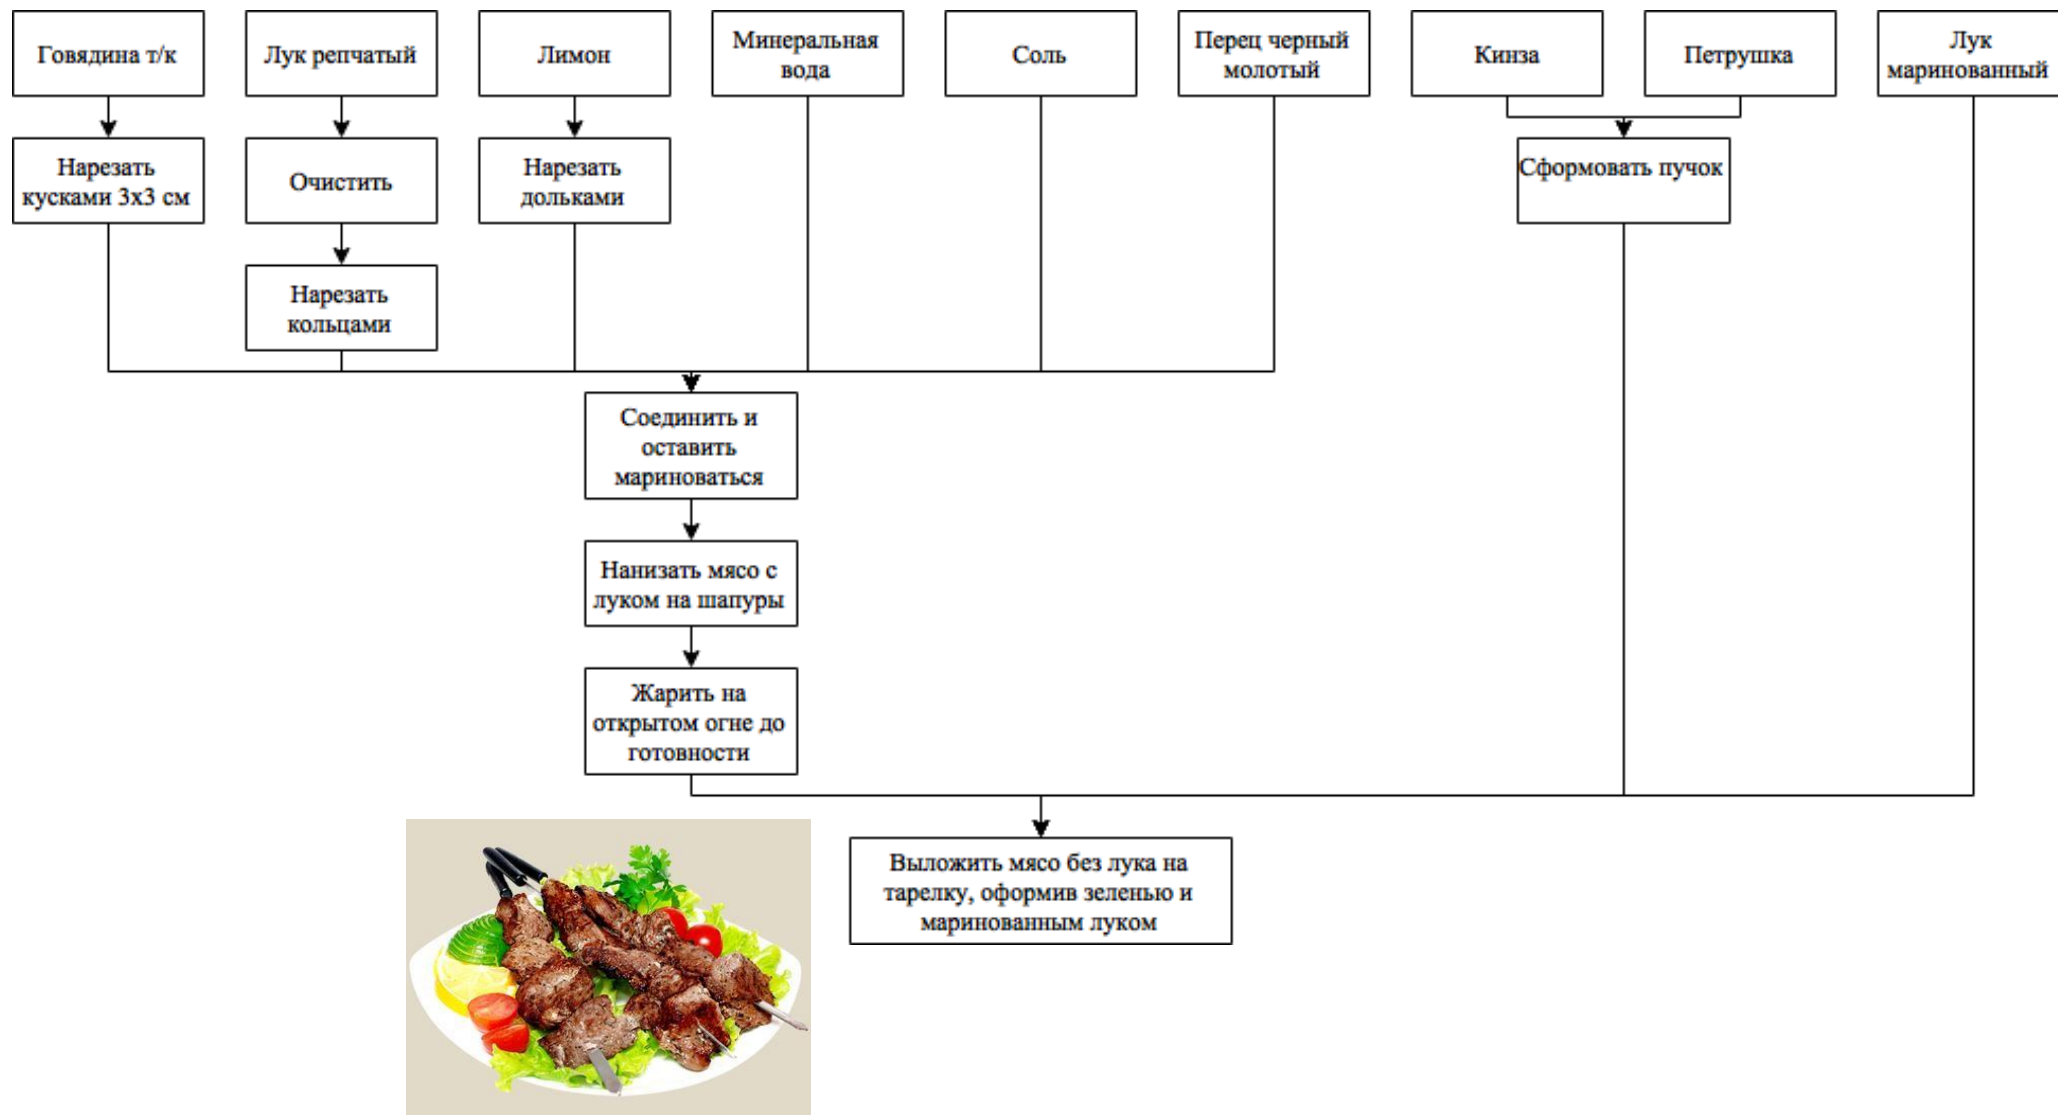 Говядина т/к
Лук репчатый
Лимон
Минеральная
вода
Соль
Перец черный
молотый
Кинза
Петрушка
Лук
маринованный
Нарезать
кусками 3х3 см
Очистить
Нарезать
дольками
Сформовать пучок
Нарезать
кольцами
Соединить и
оставить
мариноваться
Нанизать мясо с
луком на шапуры
Жарить на
открытом огне до
готовности
Выложить мясо без лука на
тарелку, оформив зеленью и
маринованным луком